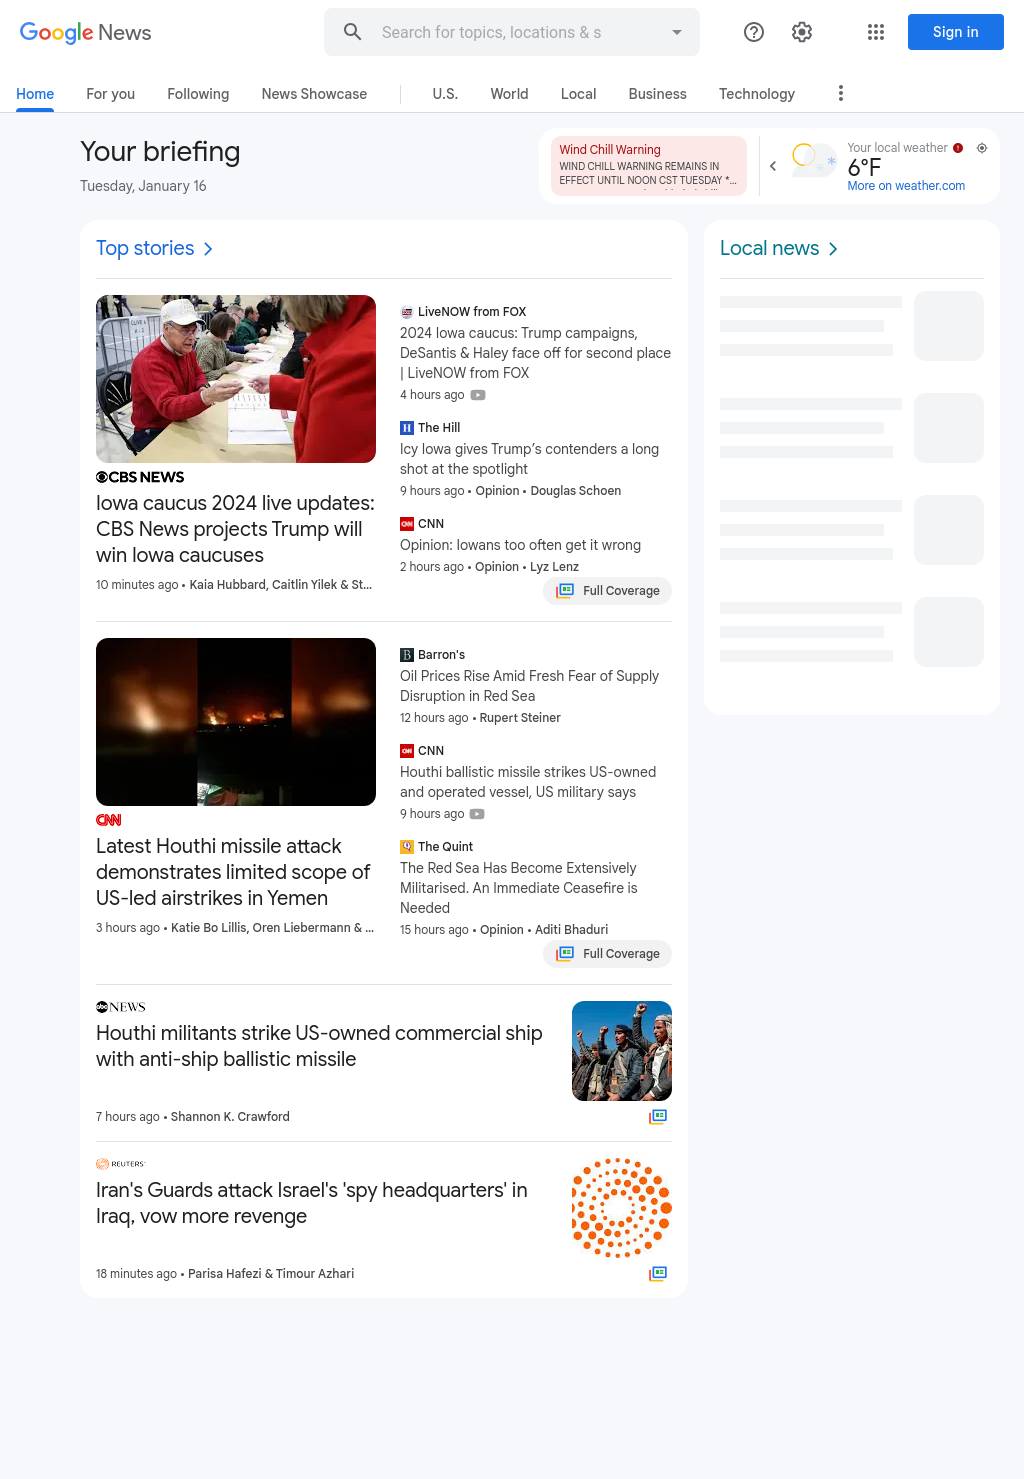 Google News
Search for topics, locations & s
Sign in
Home
For you
Following
News Showcase
U.S.
World
Local
Business
Technology
Your briefing
Tuesday, January 16
Wind Chill Warning
WIND CHILL WARNING REMAINS IN
EFFECT UNTIL NOON CST TUESDAY *...
Your local weather
6°F
More on weather.com
Top stories
CBS NEWS
Iowa caucus 2024 live updates:
CBS News projects Trump will
win Iowa caucuses
10 minutes ago • Kaia Hubbard, Caitlin Yilek & St...
LiveNOW from FOX
2024 Iowa caucus: Trump campaigns,
DeSantis & Haley face off for second place
| LiveNOW from FOX
4 hours ago
The Hill
Icy Iowa gives Trump’s contenders a long
shot at the spotlight
9 hours ago • Opinion • Douglas Schoen
CNN
Opinion: Iowans too often get it wrong
2 hours ago • Opinion • Lyz Lenz
Full Coverage
CNN
Latest Houthi missile attack
demonstrates limited scope of
US-led airstrikes in Yemen
3 hours ago • Katie Bo Lillis, Oren Liebermann & ...
Barron's
Oil Prices Rise Amid Fresh Fear of Supply
Disruption in Red Sea
12 hours ago • Rupert Steiner
CNN
Houthi ballistic missile strikes US-owned
and operated vessel, US military says
9 hours ago
The Quint
The Red Sea Has Become Extensively
Militarised. An Immediate Ceasefire is
Needed
15 hours ago • Opinion • Aditi Bhaduri
Full Coverage
abc NEWS
Houthi militants strike US-owned commercial ship
with anti-ship ballistic missile
7 hours ago • Shannon K. Crawford
REUTERS
Iran's Guards attack Israel's 'spy headquarters' in
Iraq, vow more revenge
18 minutes ago • Parisa Hafezi & Timour Azhari
Local news